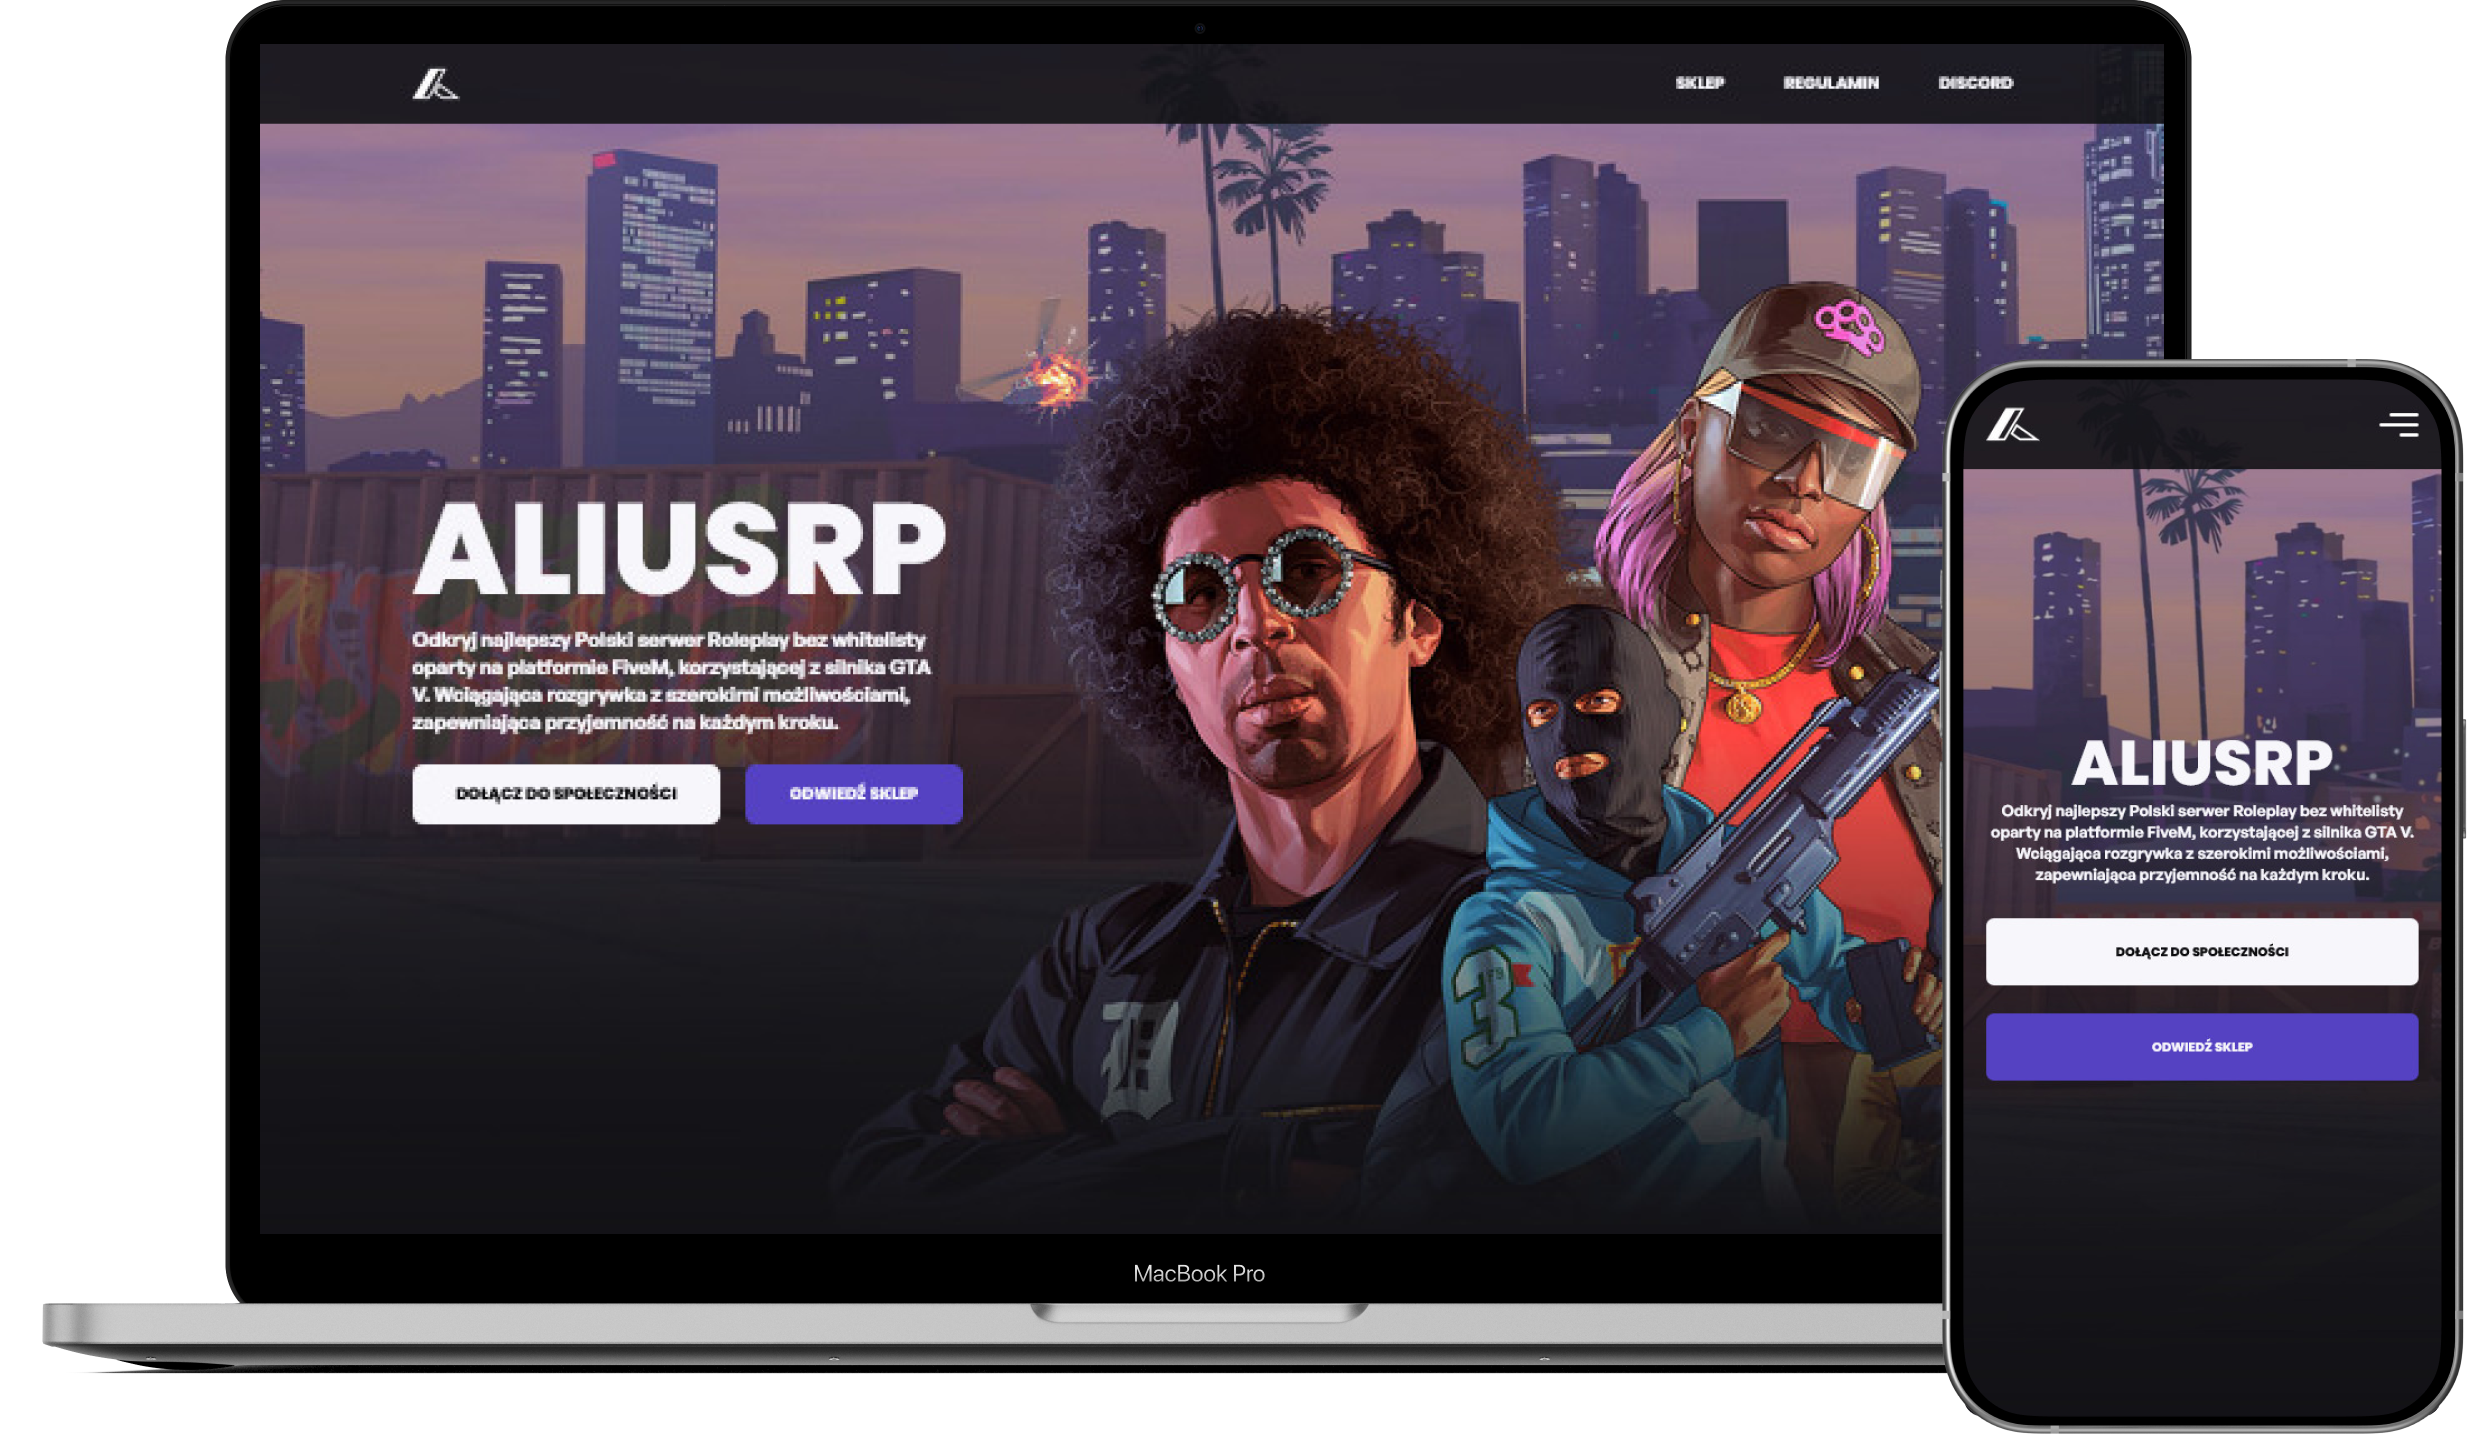 SKLEP REGULAMIN DISCORD
ALIUSRP
Odkryj najlepszy Polski serwer Roleplay bez whitelisty
oparty na platformie FiveM, korzystającej z silnika GTA
V. Wciągająca rozgrywka z szerokimi możliwościami,
zapewniająca przyjemność na każdym kroku.
DOŁĄCZ DO SPOŁECZNOŚCI ODWIEDŹ SKLEP
3
MacBook Pro
ALIUSRP
Odkryj najlepszy Polski serwer Roleplay bez whitelisty
oparty na platformie FiveM, korzystającej z silnika GTA V.
Wciągająca rozgrywka z szerokimi możliwościami,
zapewniająca przyjemność na każdym kroku.
DOŁĄCZ DO SPOŁECZNOŚCI
ODWIEDŹ SKLEP